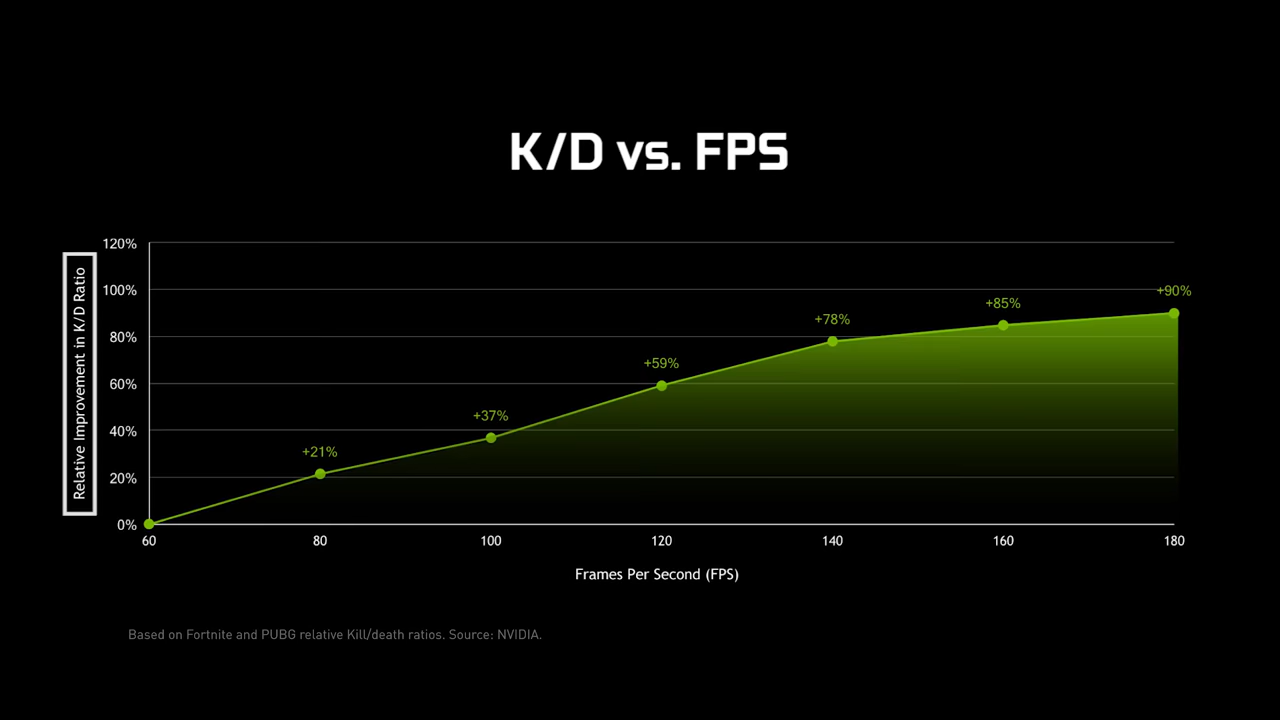 K/D vs. FPS
Relative Improvement in K/D Ratio
120%
100%
80%
60%
40%
20%
0%
+21%
+37%
+59%
+78%
+85%
+90%
60 80 100 120 140 160 180
Frames Per Second (FPS)
Based on Fortnite and PUBG relative Kill/death ratios. Source: NVIDIA.